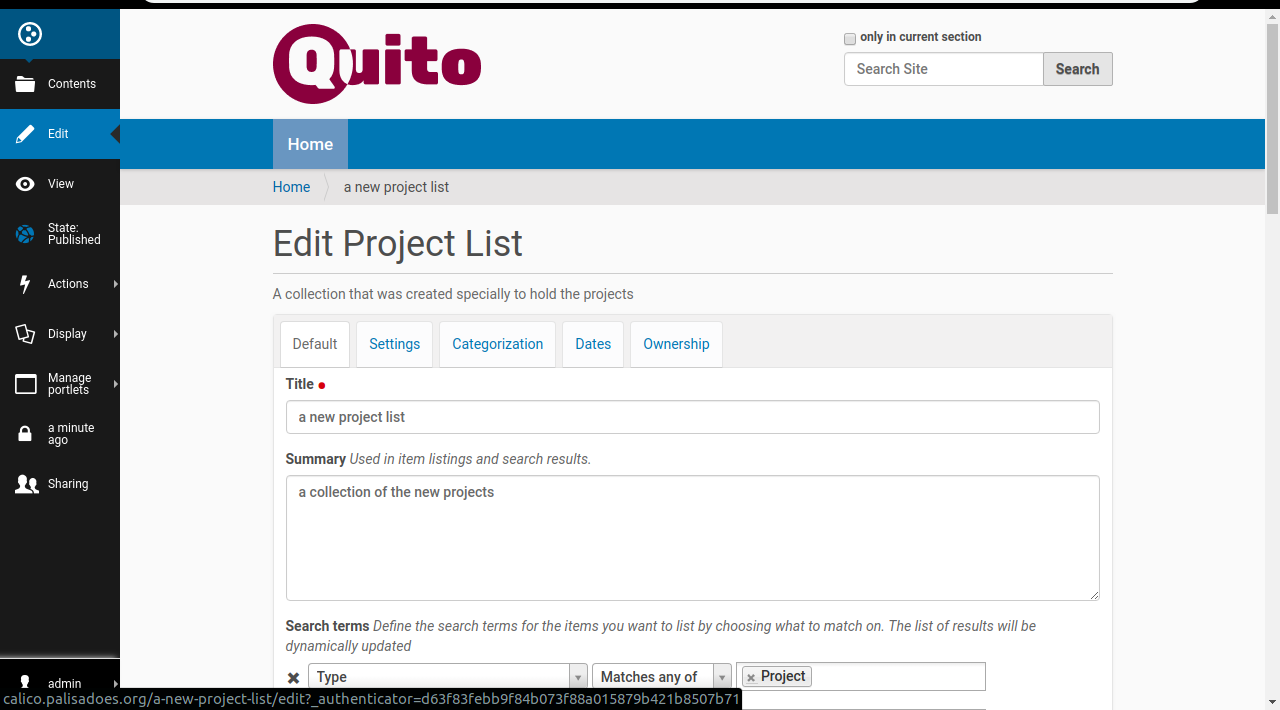 Contents
Edit
View
State:
Published
Actions
Display
Manage
portlets
a minute
ago
Sharing
admin
Quito
only in current section
Search Site
Search
Home
Home
a new project list
Edit Project List
A collection that was created specially to hold the projects
Default Settings Categorization Dates Ownership
Title
a new project list
Summary Used in item listings and search results.
a collection of the new projects
Search terms Define the search terms for the items you want to list by choosing what to match on. The list of results will be
dynamically updated
Type Matches any of Project
calico.palisadoes.org/a-new-project-list/edit?_authenticator=d63f83febb9f84b073f88a015879b421b8507b71